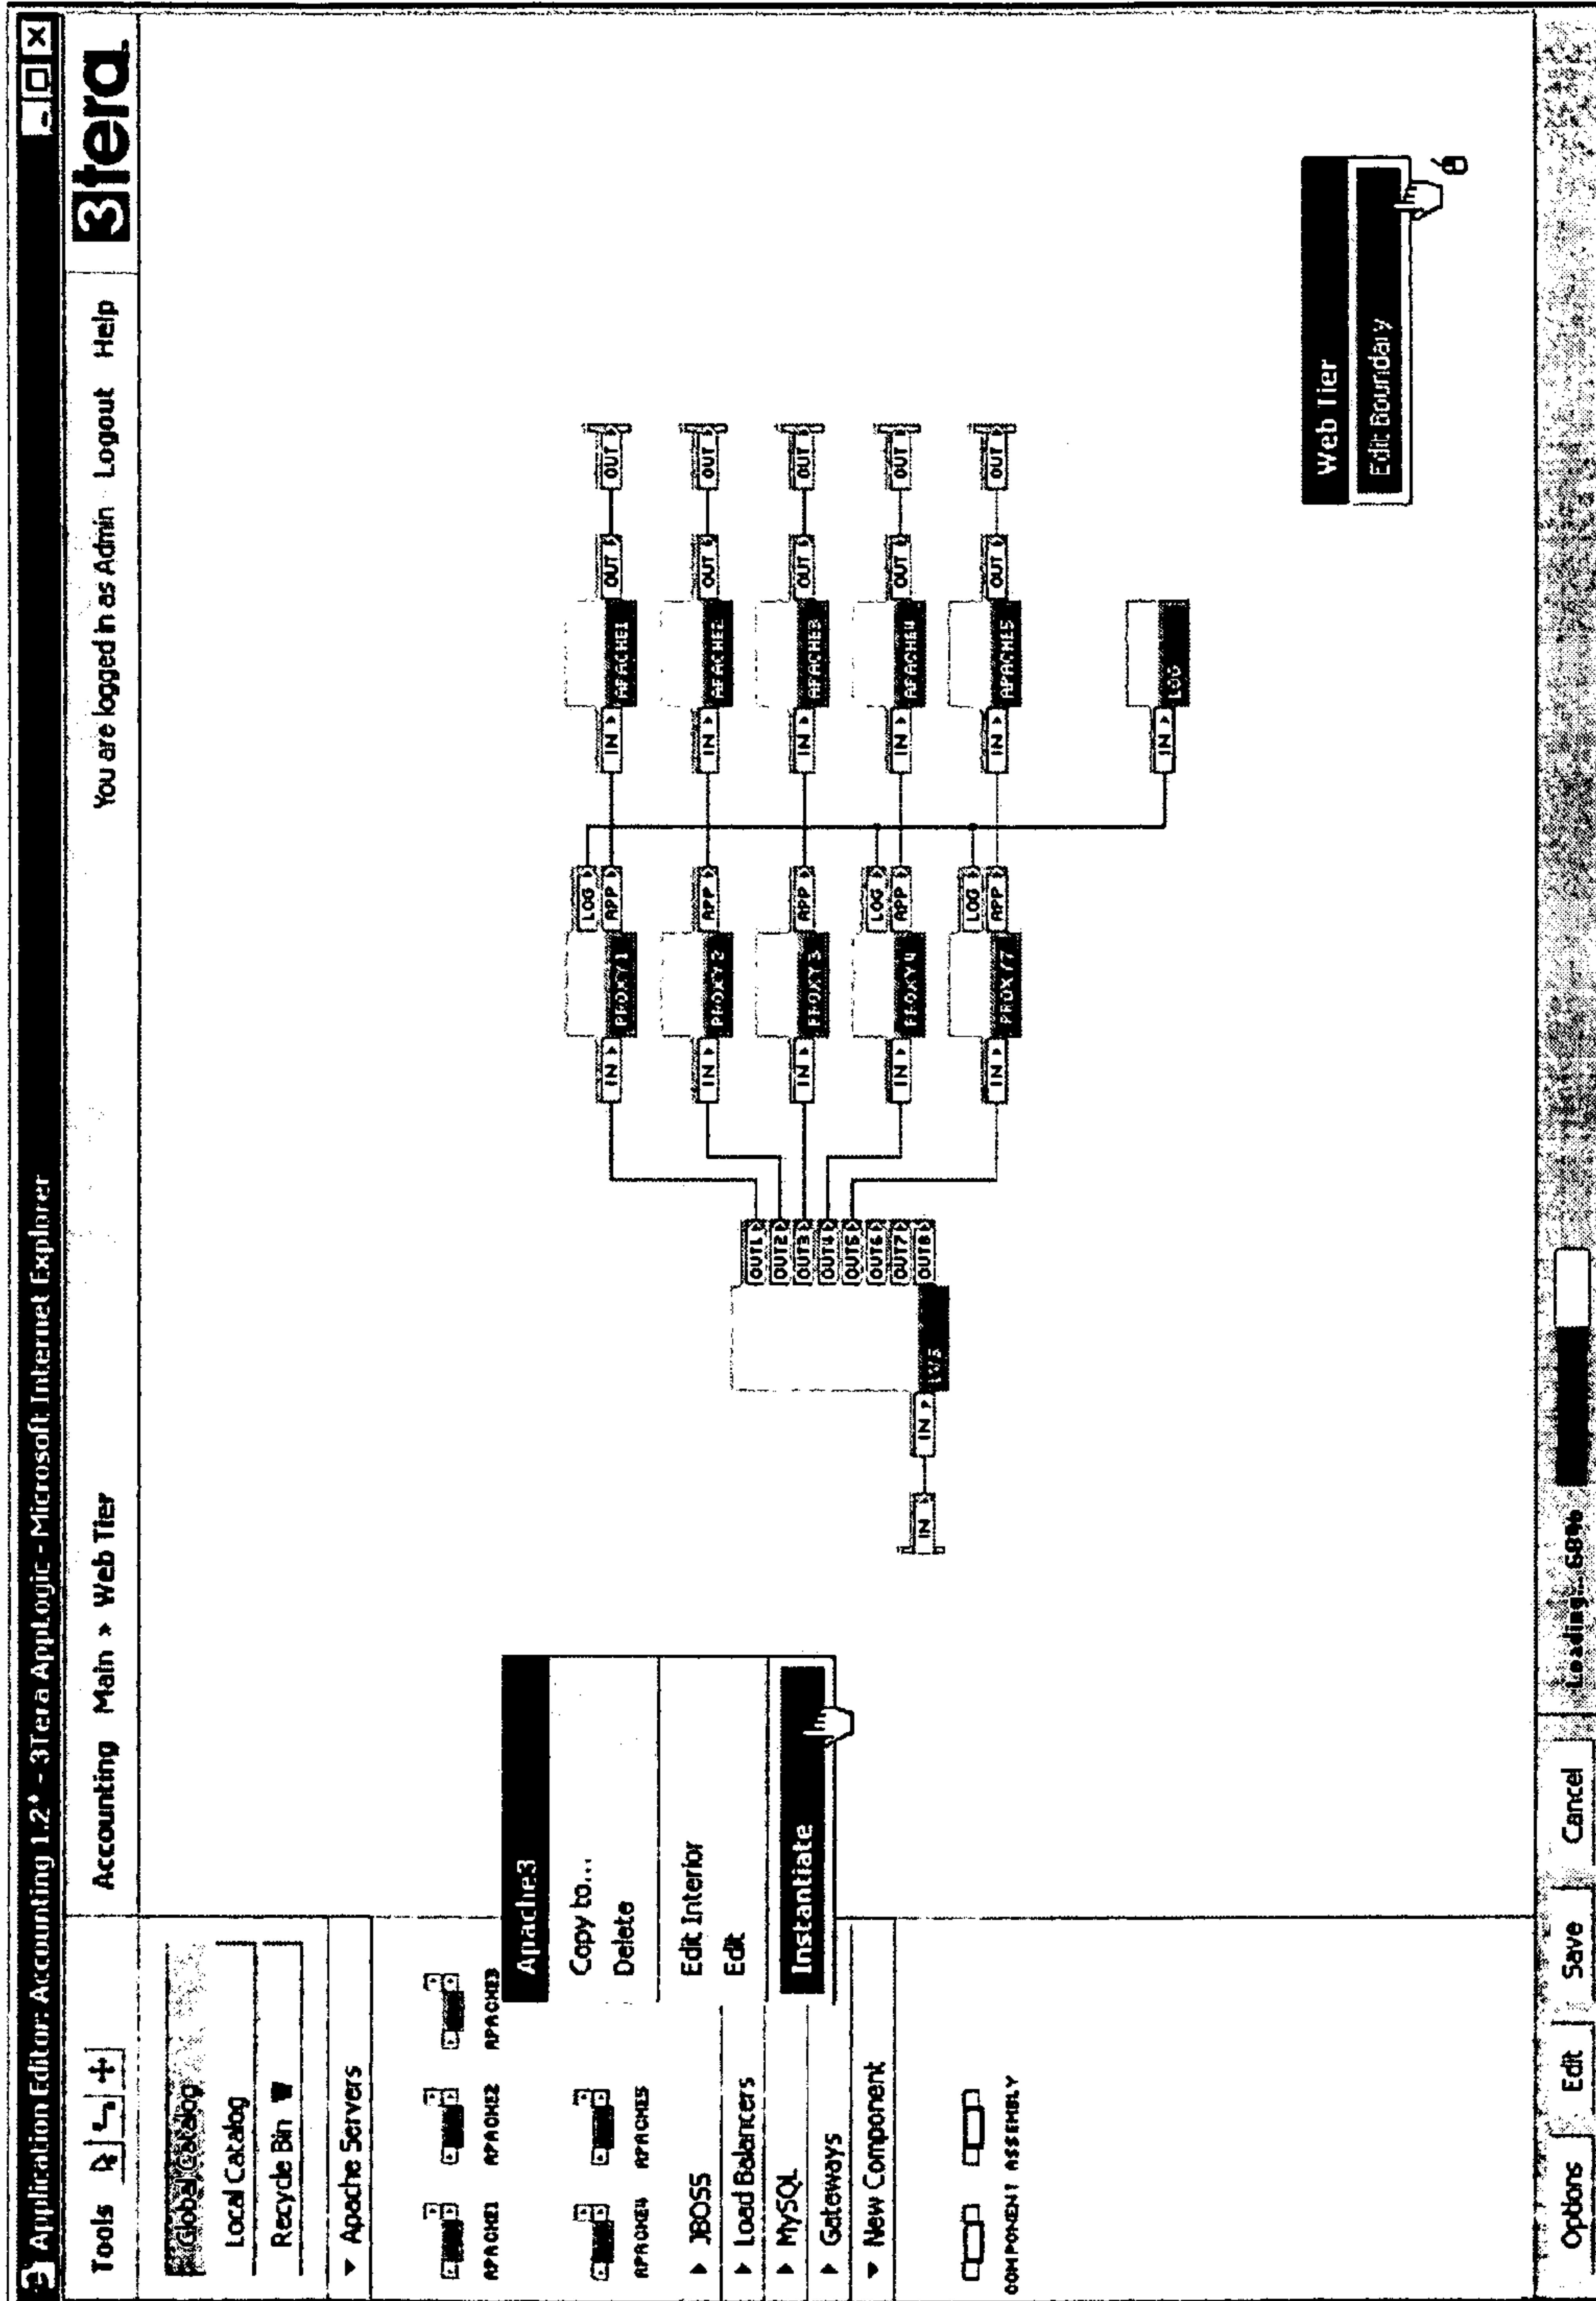 Application Editor: Accounting 1.2* - 3Tera AppLogic - Microsoft Internet Explorer
Tools
Accounting Main » Web Tier
You are logged in as Admin Logout Help
3tera
Global Catalog
Local Catalog
Recycle Bin
Apache Servers
APACHE1 APACHE2 APACHE3
APACHE4 APACHE5
JBOSS
Load Balancers
MySQL
Gateways
New Component
COMPONENT ASSEMBLY
Apache3
Copy to...
Delete
Edit Interior
Edit
Instantiate
IN IN
OUT1
OUT2
OUT3
OUT4
OUT5
OUT6
OUT7
OUT8
IN PROXY1 LOG APP IN APACHE1 OUT OUT
IN PROXY2 APP IN APACHE2 OUT OUT
IN PROXY3 APP IN APACHE3 OUT OUT
IN PROXY4 LOG APP IN APACHE4 OUT OUT
IN LOG APP IN APACHE5 OUT OUT
IN LOG
Web Tier
Edit Boundary
Options Edit Save Cancel Loading... 68%